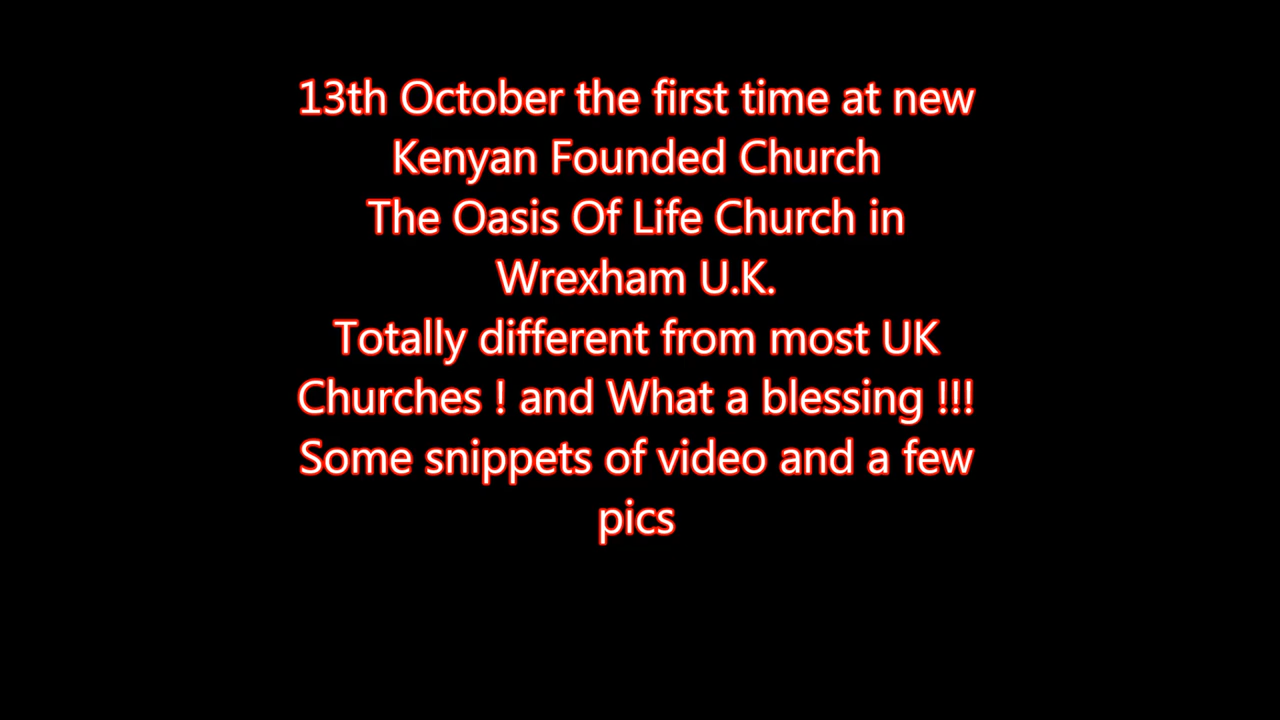 13th October the first time at new
Kenyan Founded Church
The Oasis Of Life Church in
Wrexham U.K.
Totally different from most UK
Churches ! and What a blessing !!!
Some snippets of video and a few
pics